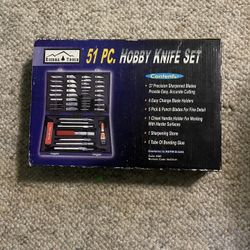 51 PC. HOBBY KNIFE SET
Contents:
37 Precision Sharpened Blades
Provide Easy, Accurate Cutting
4 Easy Change Blade Holders
5 Pick & Punch Blades For Fine Detail
1 Chisel Handle Holder For Working
With Harder Surfaces
1 Sharpening Stone
1 Tube Of Bonding Glue